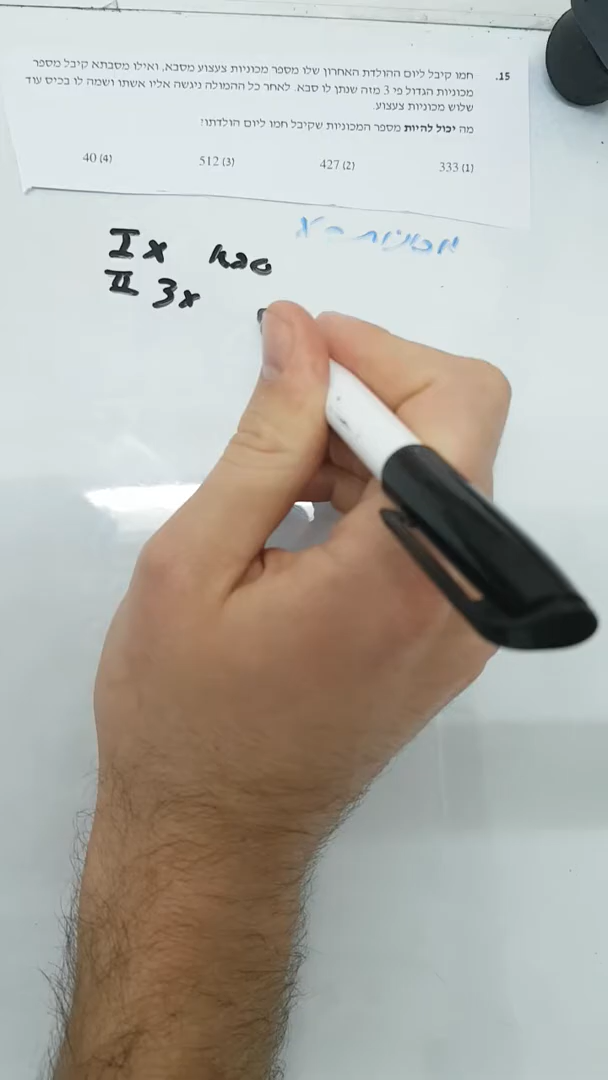 15. חמו קיבל ליום ההולדת האחרון שלו מספר מכוניות צעצוע מסבא, ואילו מסבתא קיבל מספר
מכוניות הגדול פי 3 מזה שנתן לו סבא. לאחר כל ההמולה ניגשה אליו אשתו ושמה לו בכיס עוד
שלוש מכוניות צעצוע.
מה יכול להיות מספר המכוניות שקיבל חמו ליום הולדתו?
(1) 333 (2) 427 (3) 512 (4) 40
מכוניות - x
I x סבא
II 3x